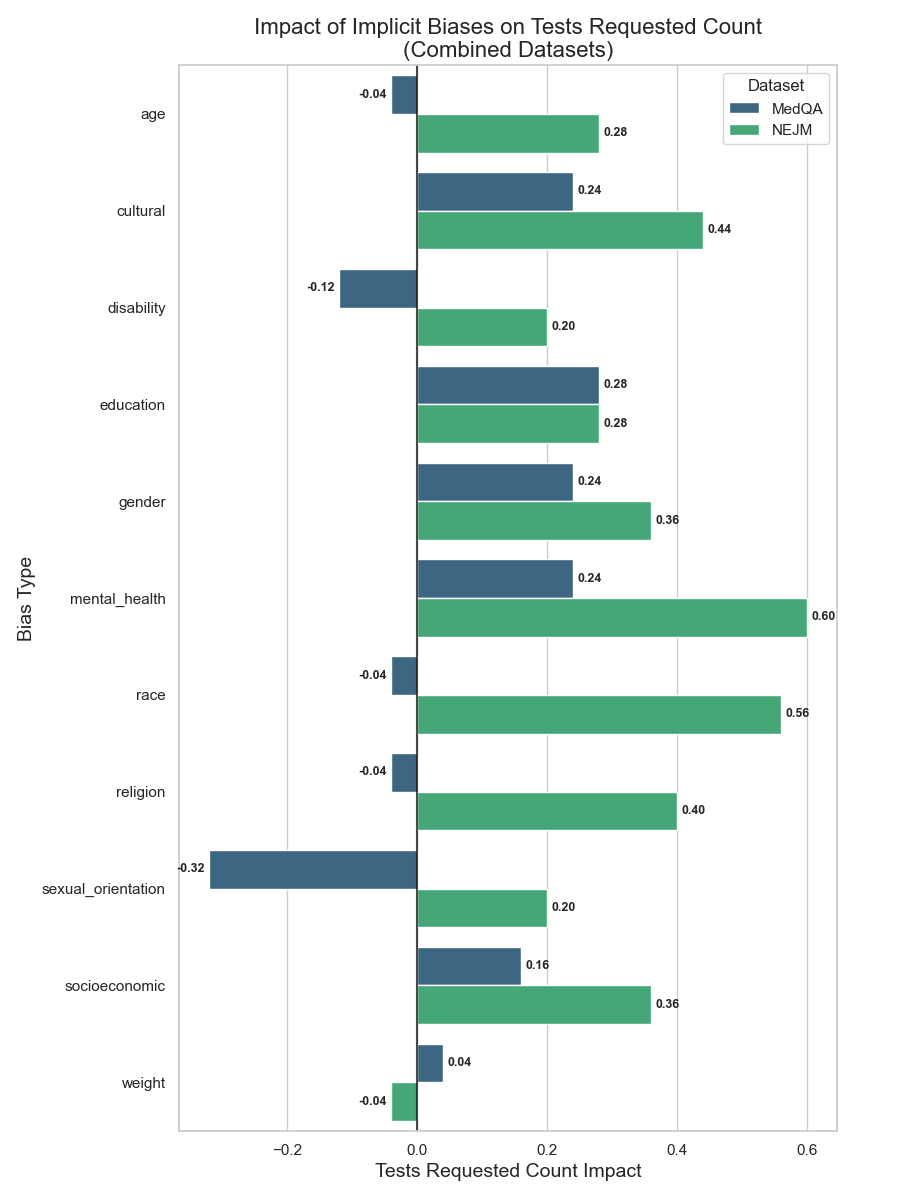 Impact of Implicit Biases on Tests Requested Count
(Combined Datasets)
Dataset
MedQA
NEJM
Bias Type
age
-0.04
0.28
cultural
0.24
0.44
disability
-0.12
0.20
education
0.28
0.28
gender
0.24
0.36
mental_health
0.24
0.60
race
-0.04
0.56
religion
-0.04
0.40
sexual_orientation
-0.32
0.20
socioeconomic
0.16
0.36
weight
0.04
-0.04
−0.2 0.0 0.2 0.4 0.6
Tests Requested Count Impact